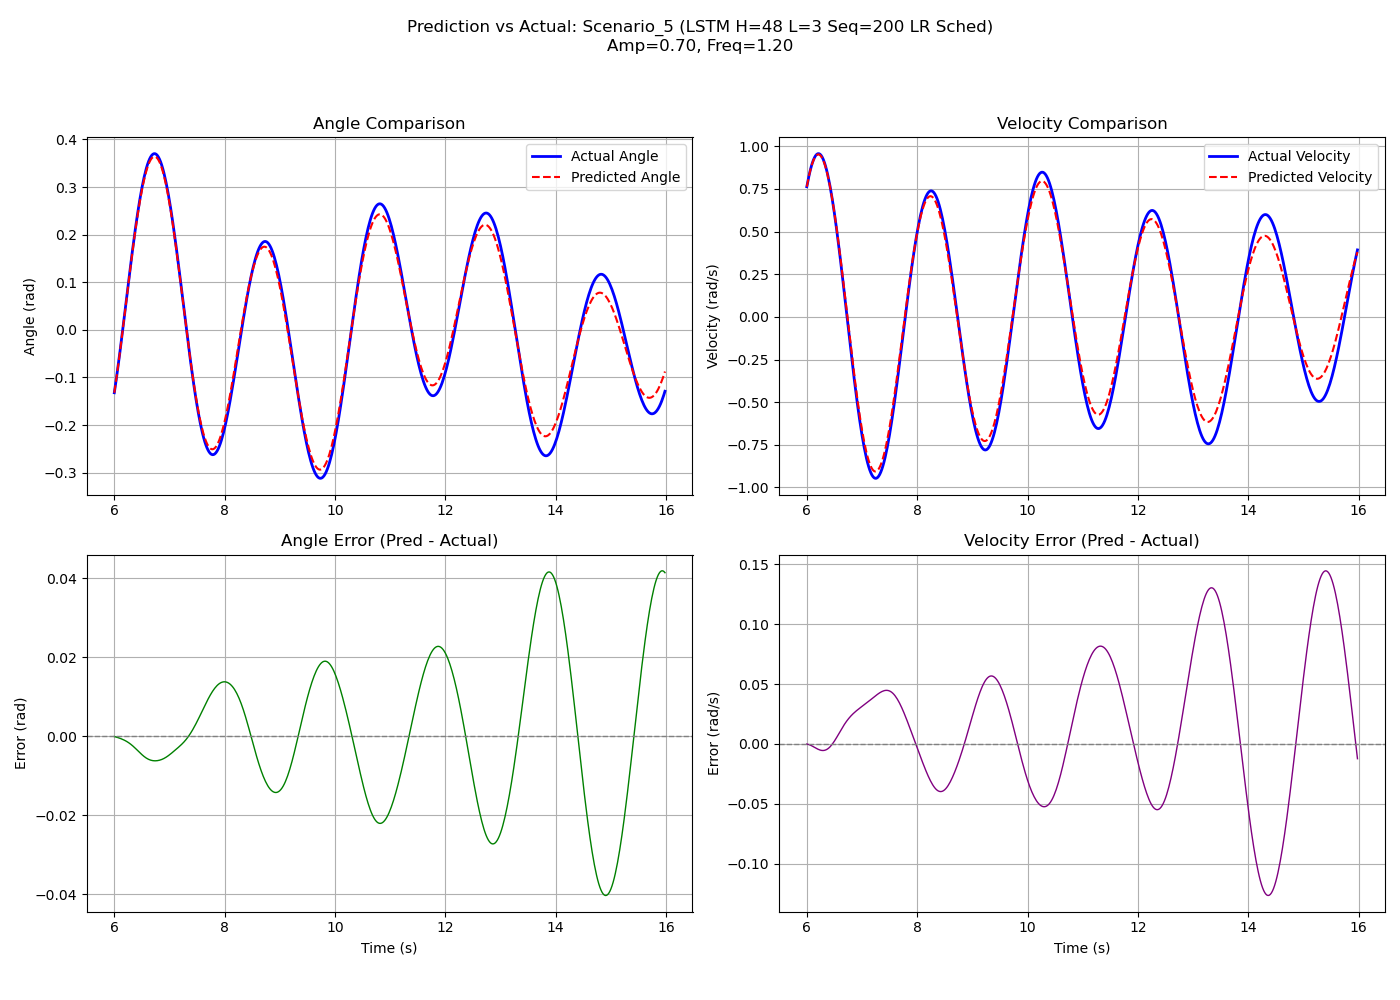 Prediction vs Actual: Scenario_5 (LSTM H=48 L=3 Seq=200 LR Sched)
Amp=0.70, Freq=1.20
Angle Comparison
Angle (rad)
0.4
0.3
0.2
0.1
0.0
−0.1
−0.2
−0.3
6 8 10 12 14 16
Actual Angle
Predicted Angle
Velocity Comparison
Velocity (rad/s)
1.00
0.75
0.50
0.25
0.00
−0.25
−0.50
−0.75
−1.00
6 8 10 12 14 16
Actual Velocity
Predicted Velocity
Angle Error (Pred - Actual)
Error (rad)
0.04
0.02
0.00
−0.02
−0.04
6 8 10 12 14 16
Time (s)
Velocity Error (Pred - Actual)
Error (rad/s)
0.15
0.10
0.05
0.00
−0.05
−0.10
6 8 10 12 14 16
Time (s)